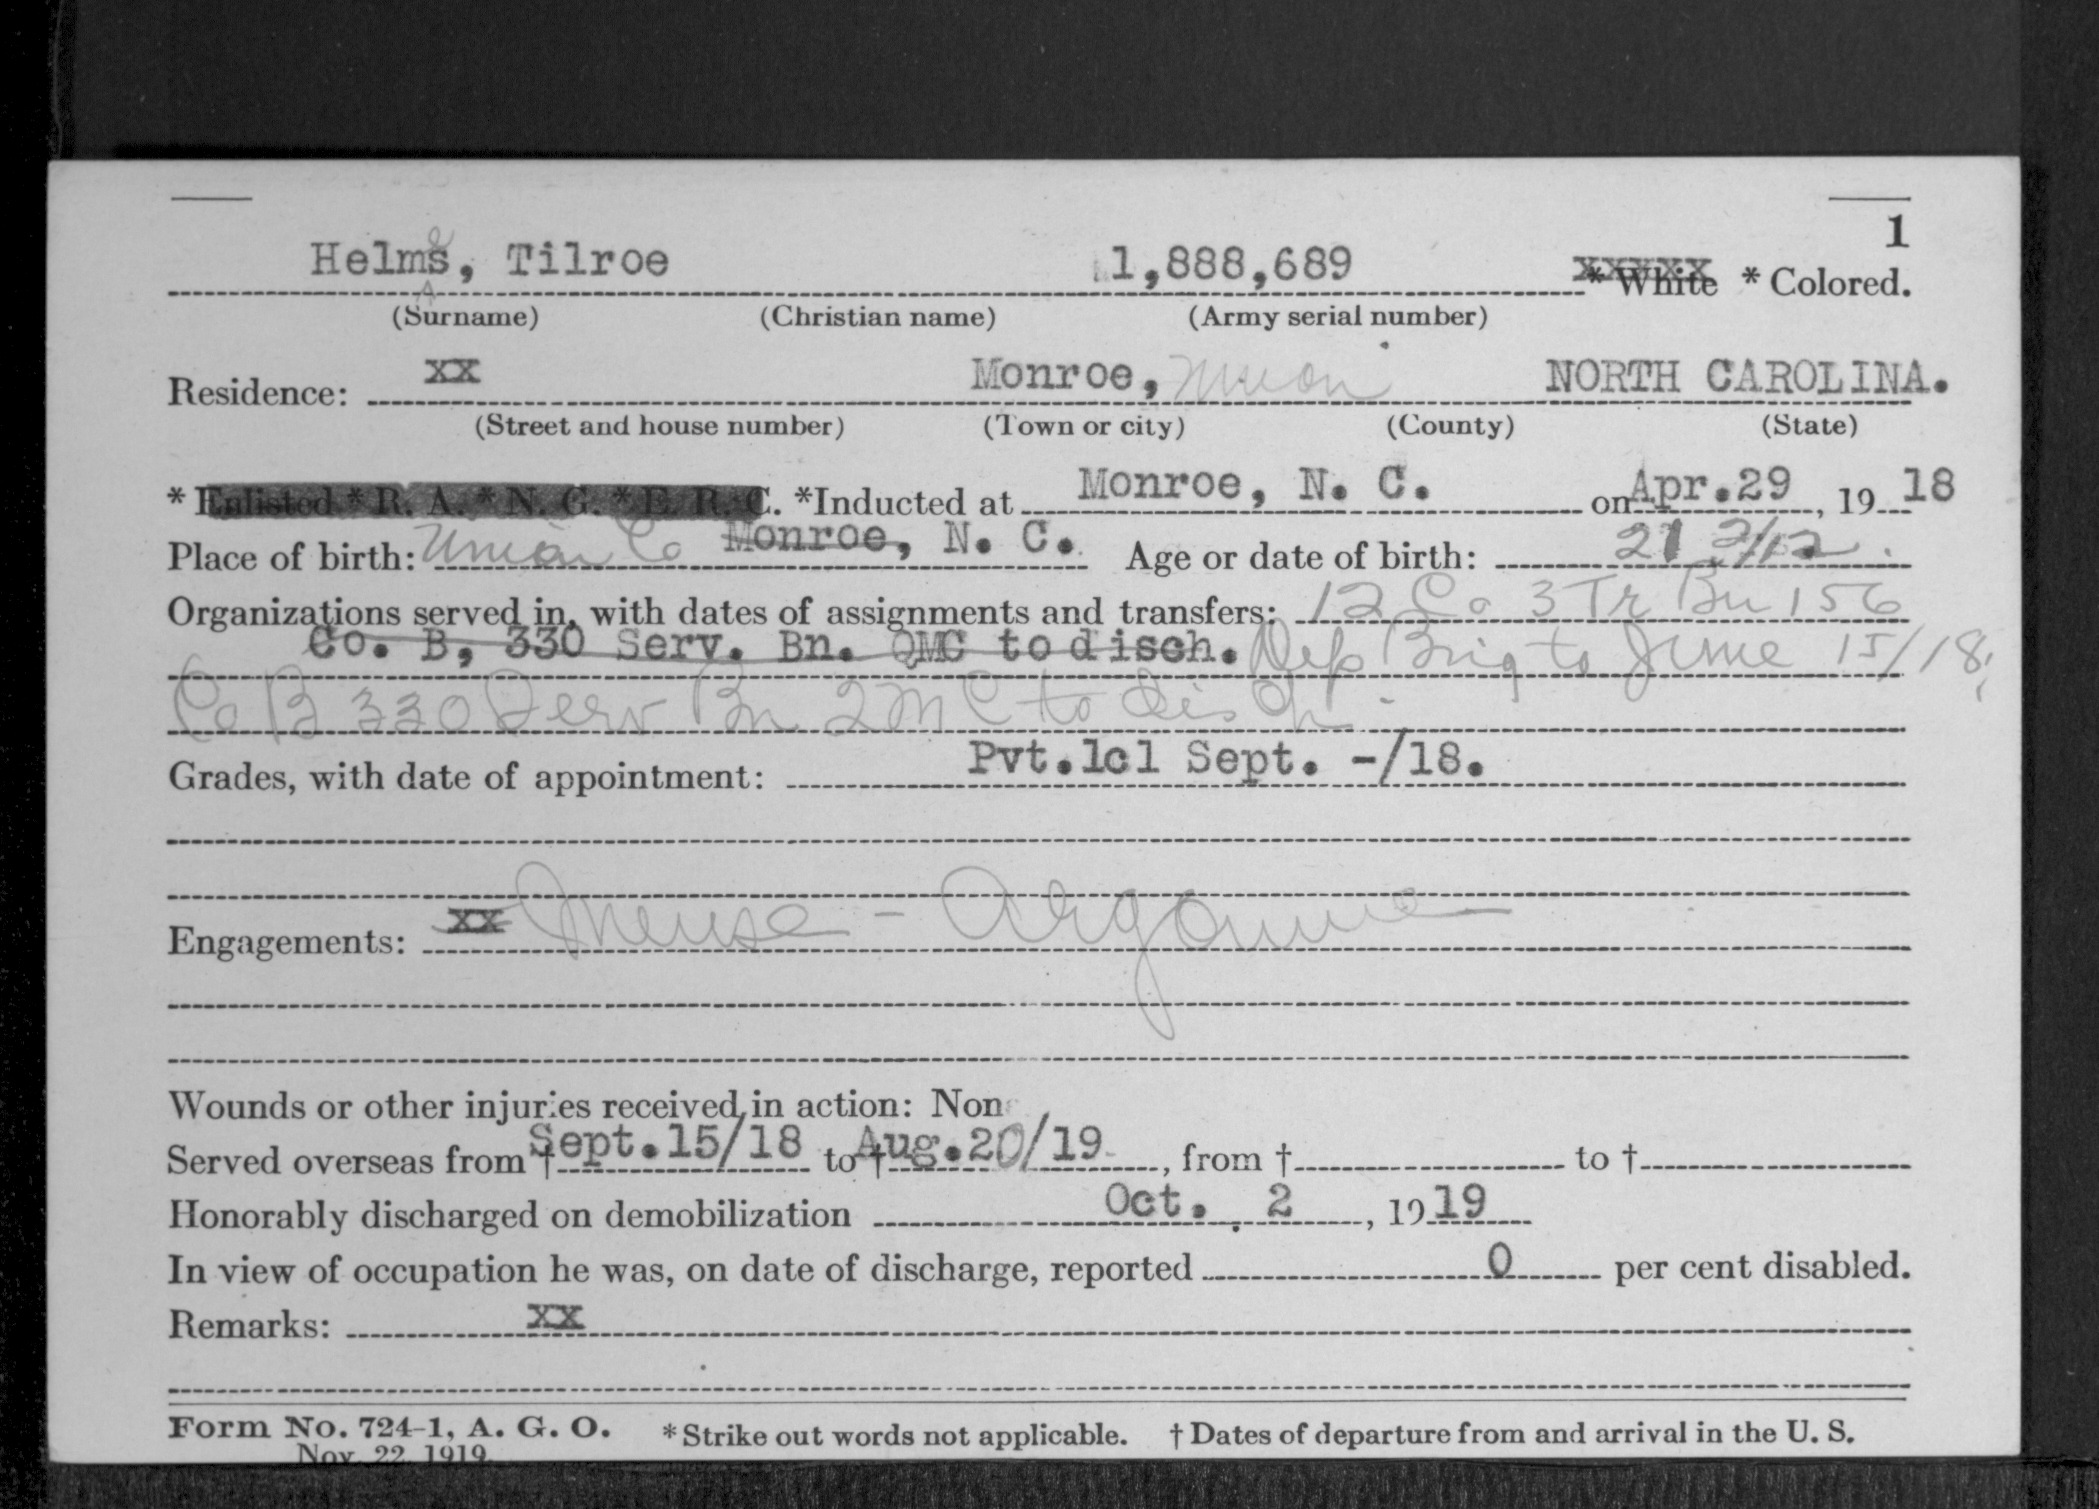 1
Helms, Tilroe 1,888,689 * White * Colored.
(Surname) (Christian name) (Army serial number)
Residence: xx Monroe, Union NORTH CAROLINA.
(Street and house number) (Town or city) (County) (State)
* Enlisted * R. A. * N. G. * E. R. C. *Inducted at Monroe, N. C. on Apr.29, 1918
Place of birth: Union Co Monroe, N. C. Age or date of birth: 21 2/12
Organizations served in, with dates of assignments and transfers: 12 Co 3 Tr Bn 156
Co. B, 330 Serv. Bn. QMC to disch. Dep Brig to June 15/18;
Co B 330 Serv Bn QMC to disch
Grades, with date of appointment: Pvt.1cl Sept. -/18.
Engagements: xx Meuse - Argonne
Wounds or other injuries received in action: Non
Served overseas from † Sept.15/18 to † Aug.20/19, from † to †
Honorably discharged on demobilization Oct. 2, 1919
In view of occupation he was, on date of discharge, reported 0 per cent disabled.
Remarks: xx
Form No. 724-1, A. G. O. *Strike out words not applicable. † Dates of departure from and arrival in the U. S.
Nov. 22, 1919.